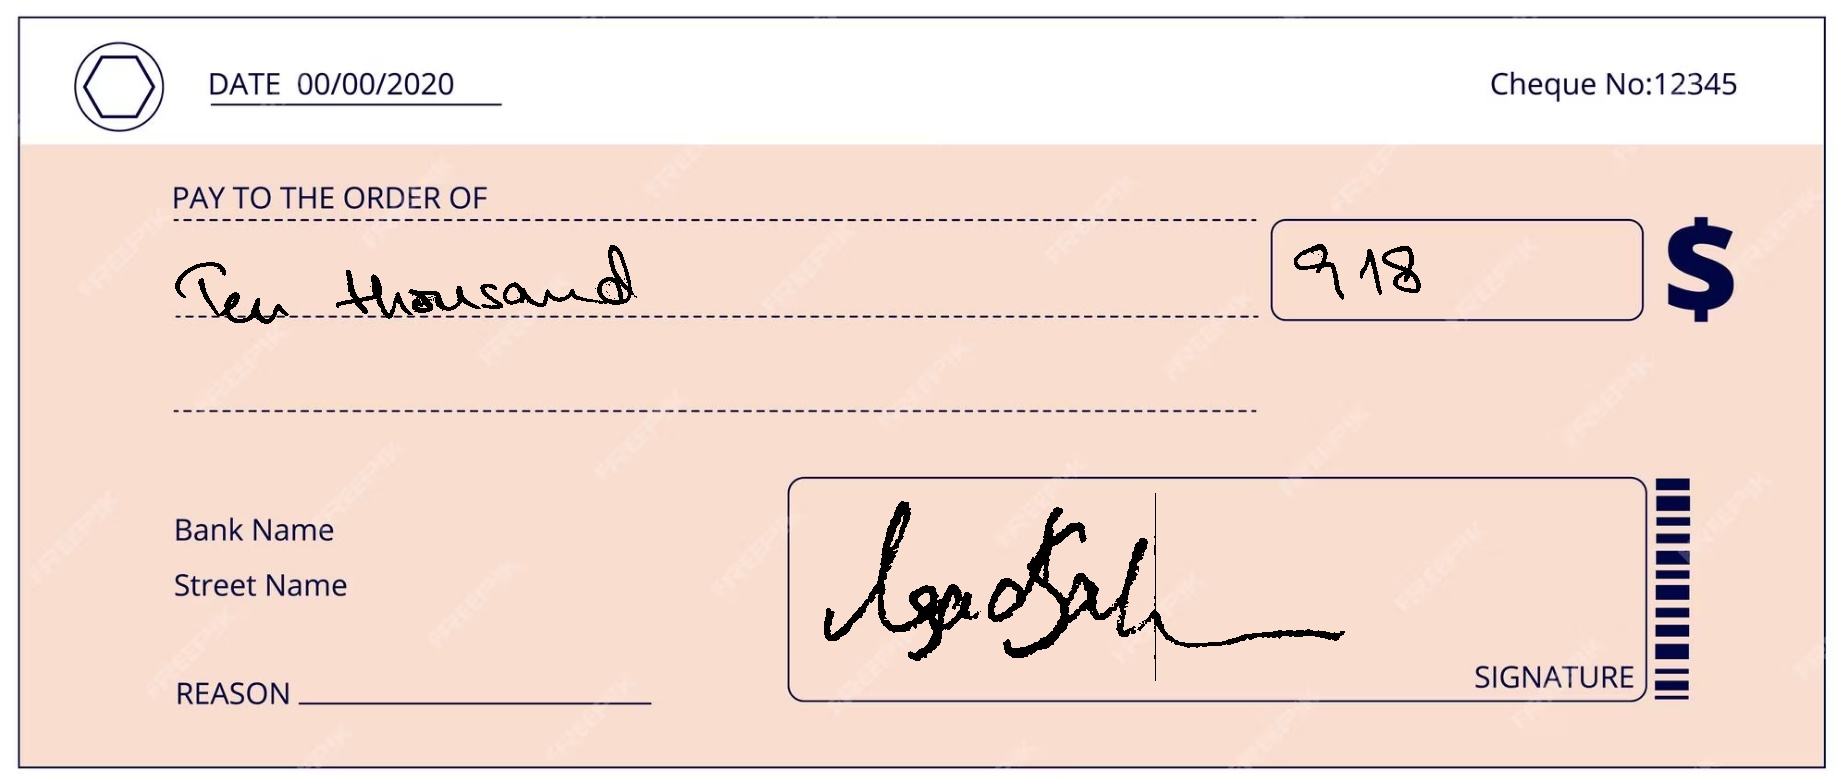 DATE 00/00/2020
Cheque No:12345
PAY TO THE ORDER OF
Ten thousand
918
$
Bank Name
Street Name
REASON
SIGNATURE